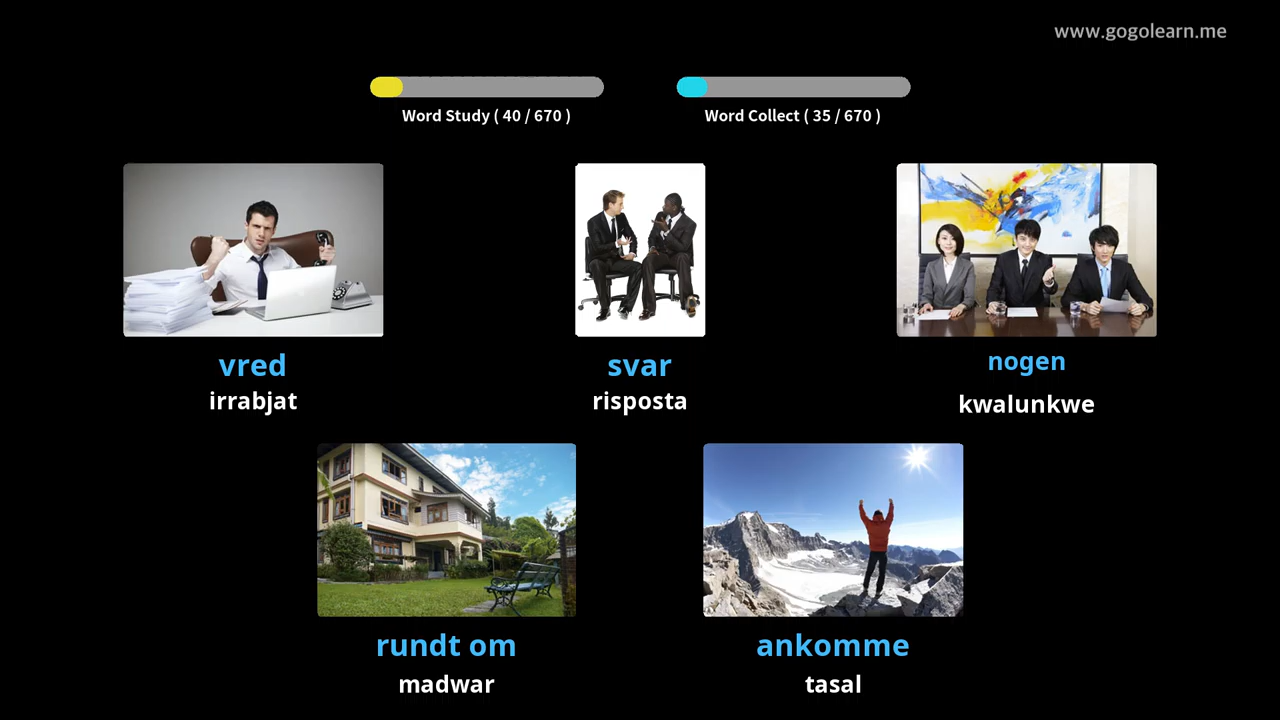 www.gogolearn.me
Word Study ( 40 / 670 )
Word Collect ( 35 / 670 )
vred
irrabjat
svar
risposta
nogen
kwalunkwe
rundt om
madwar
ankomme
tasal